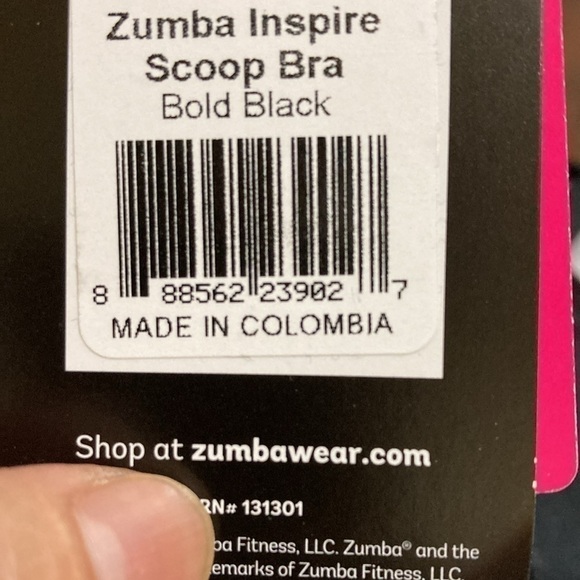 Zumba Inspire
Scoop Bra
Bold Black
8 88562 23902 7
MADE IN COLOMBIA
Shop at zumbawear.com
RN# 131301
Fitness, LLC. Zumba® and the
of Zumba Fitness, LLC